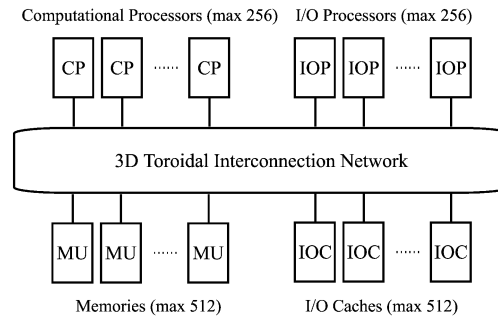 Computational Processors (max 256) I/O Processors (max 256)
CP CP ...... CP IOP IOP ...... IOP
3D Toroidal Interconnection Network
MU MU ...... MU IOC IOC ...... IOC
Memories (max 512) I/O Caches (max 512)